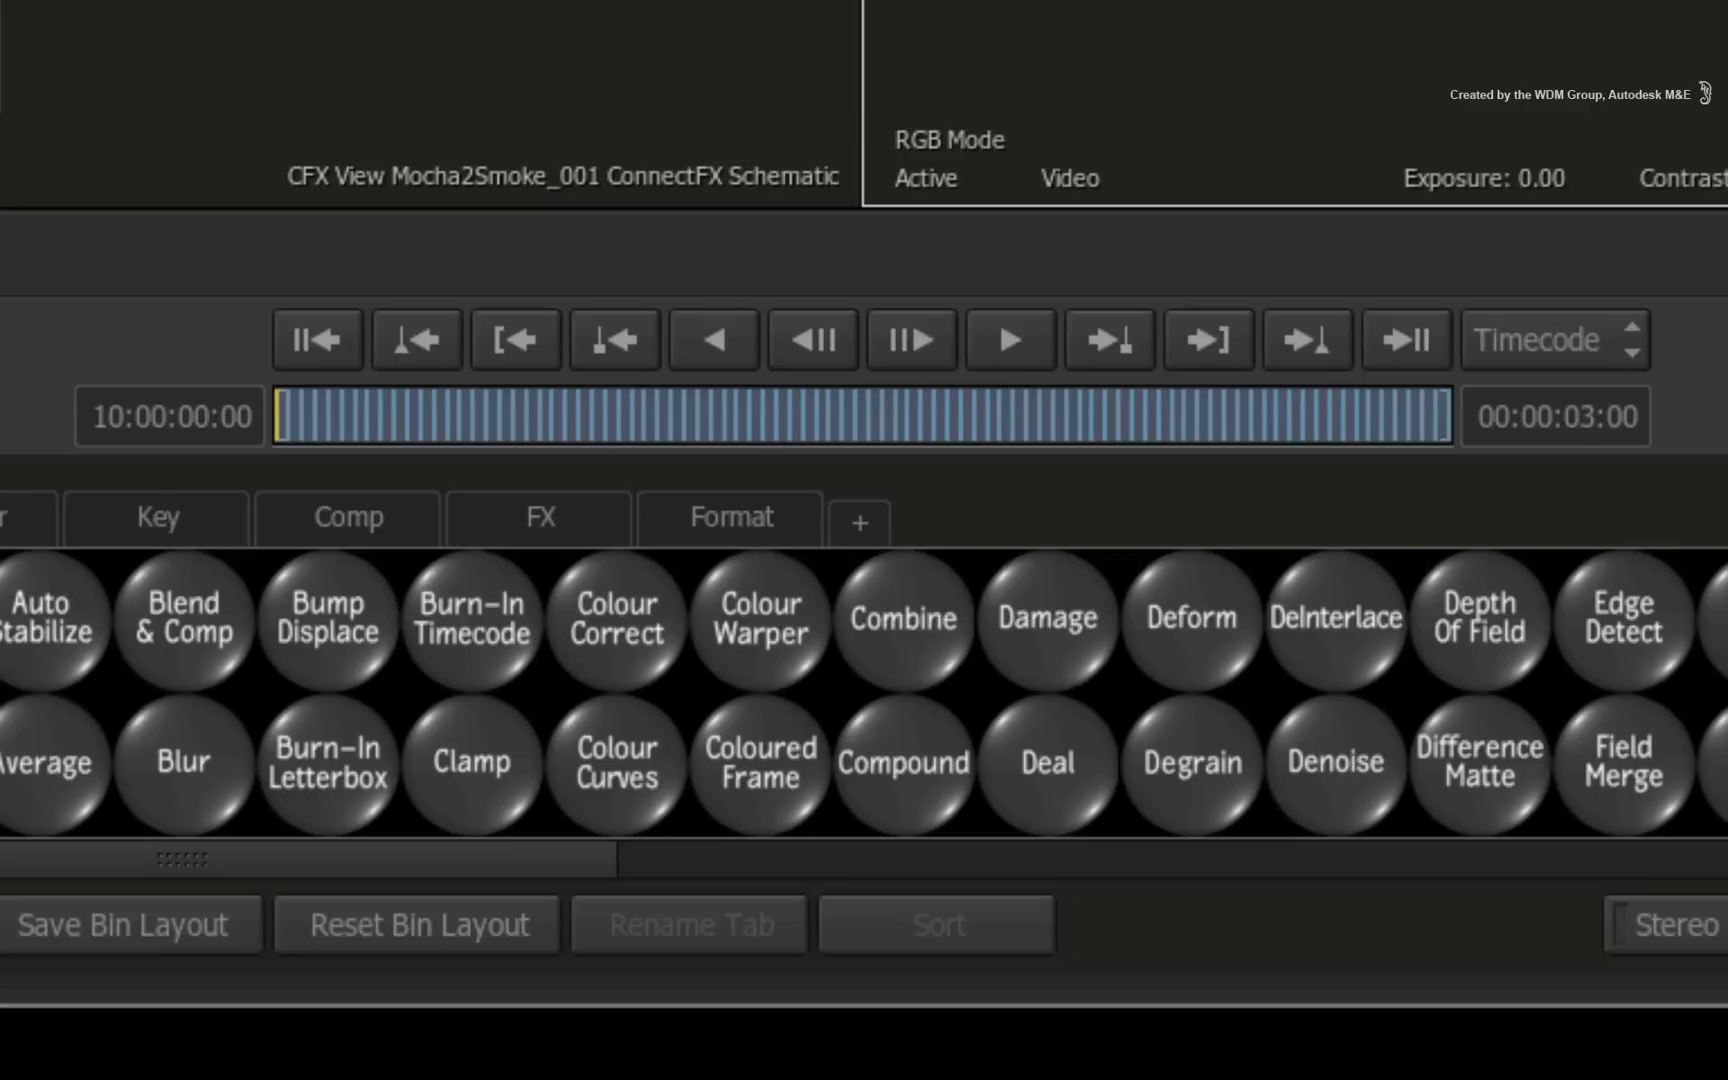 Created by the WDM Group, Autodesk M&E
RGB Mode
CFX View Mocha2Smoke_001 ConnectFX Schematic
Active Video Exposure: 0.00 Contrast
Timecode
10:00:00:00 00:00:03:00
r Key Comp FX Format +
Auto Stabilize
Blend & Comp
Bump Displace
Burn-In Timecode
Colour Correct
Colour Warper
Combine
Damage
Deform
DeInterlace
Depth Of Field
Edge Detect
Average
Blur
Burn-In Letterbox
Clamp
Colour Curves
Coloured Frame
Compound
Deal
Degrain
Denoise
Difference Matte
Field Merge
Save Bin Layout Reset Bin Layout Rename Tab Sort Stereo